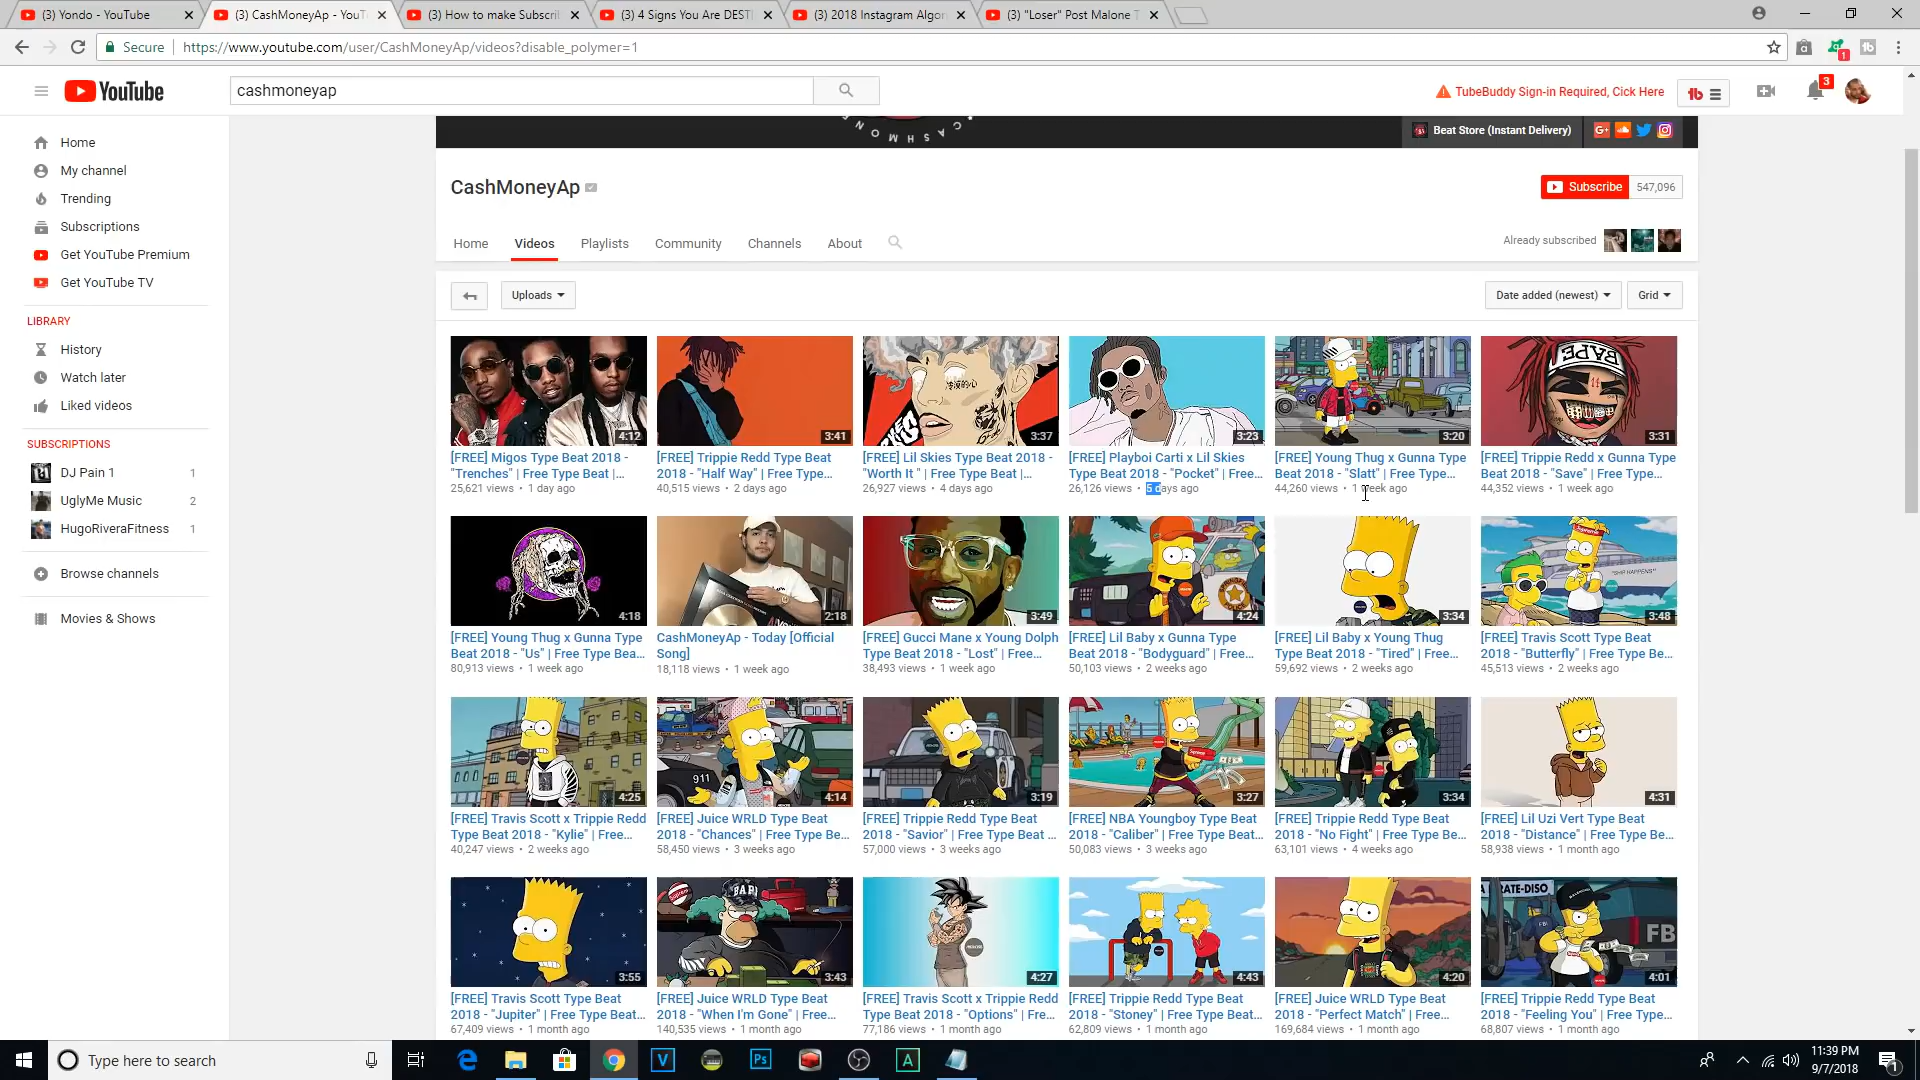 (3) Yondo - YouTube
(3) CashMoneyAp - YouT
(3) How to make Subscri
(3) 4 Signs You Are DEST
(3) 2018 Instagram Algor
(3) "Loser" Post Malone T
Secure
https://www.youtube.com/user/CashMoneyAp/videos?disable_polymer=1
1
YouTube
cashmoneyap
TubeBuddy Sign-in Required, Cick Here
3
Home
My channel
Trending
Subscriptions
Get YouTube Premium
Get YouTube TV
LIBRARY
History
Watch later
Liked videos
SUBSCRIPTIONS
DJ Pain 1
1
UglyMe Music
2
HugoRiveraFitness
1
Browse channels
Movies & Shows
Beat Store (Instant Delivery)
CashMoneyAp
Subscribe
547,096
Home
Videos
Playlists
Community
Channels
About
Already subscribed
Uploads
Date added (newest)
Grid
4:12
3:41
3:37
3:23
3:20
3:31
[FREE] Migos Type Beat 2018 -
"Trenches" | Free Type Beat |...
25,621 views • 1 day ago
[FREE] Trippie Redd Type Beat
2018 - "Half Way" | Free Type...
40,515 views • 2 days ago
[FREE] Lil Skies Type Beat 2018 -
"Worth It " | Free Type Beat |...
26,927 views • 4 days ago
[FREE] Playboi Carti x Lil Skies
Type Beat 2018 - "Pocket" | Free...
26,126 views • 5 days ago
[FREE] Young Thug x Gunna Type
Beat 2018 - "Slatt" | Free Type...
44,260 views • 1 week ago
[FREE] Trippie Redd x Gunna Type
Beat 2018 - "Save" | Free Type...
44,352 views • 1 week ago
4:18
2:18
3:49
4:24
3:34
3:48
[FREE] Young Thug x Gunna Type
Beat 2018 - "Us" | Free Type Bea...
80,913 views • 1 week ago
CashMoneyAp - Today [Official
Song]
18,118 views • 1 week ago
[FREE] Gucci Mane x Young Dolph
Type Beat 2018 - "Lost" | Free...
38,493 views • 1 week ago
[FREE] Lil Baby x Gunna Type
Beat 2018 - "Bodyguard" | Free...
50,103 views • 2 weeks ago
[FREE] Lil Baby x Young Thug
Type Beat 2018 - "Tired" | Free...
59,692 views • 2 weeks ago
[FREE] Travis Scott Type Beat
2018 - "Butterfly" | Free Type Be...
45,513 views • 2 weeks ago
4:25
911
4:14
3:19
3:27
3:34
4:31
[FREE] Travis Scott x Trippie Redd
Type Beat 2018 - "Kylie" | Free...
40,247 views • 2 weeks ago
[FREE] Juice WRLD Type Beat
2018 - "Chances" | Free Type Be...
58,450 views • 3 weeks ago
[FREE] Trippie Redd Type Beat
2018 - "Savior" | Free Type Beat ...
57,000 views • 3 weeks ago
[FREE] NBA Youngboy Type Beat
2018 - "Caliber" | Free Type Beat...
50,083 views • 3 weeks ago
[FREE] Trippie Redd Type Beat
2018 - "No Fight" | Free Type Be...
63,101 views • 4 weeks ago
[FREE] Lil Uzi Vert Type Beat
2018 - "Distance" | Free Type Be...
58,938 views • 1 month ago
3:55
3:43
4:27
4:43
4:20
FBI
4:01
[FREE] Travis Scott Type Beat
2018 - "Jupiter" | Free Type Beat...
67,409 views • 1 month ago
[FREE] Juice WRLD Type Beat
2018 - "When I'm Gone" | Free...
140,535 views • 1 month ago
[FREE] Travis Scott x Trippie Redd
Type Beat 2018 - "Options" | Fre...
77,186 views • 1 month ago
[FREE] Trippie Redd Type Beat
2018 - "Stoney" | Free Type Beat...
62,809 views • 1 month ago
[FREE] Juice WRLD Type Beat
2018 - "Perfect Match" | Free...
169,684 views • 1 month ago
[FREE] Trippie Redd Type Beat
2018 - "Feeling You" | Free Type...
68,807 views • 1 month ago
Type here to search
11:39 PM
9/7/2018
1